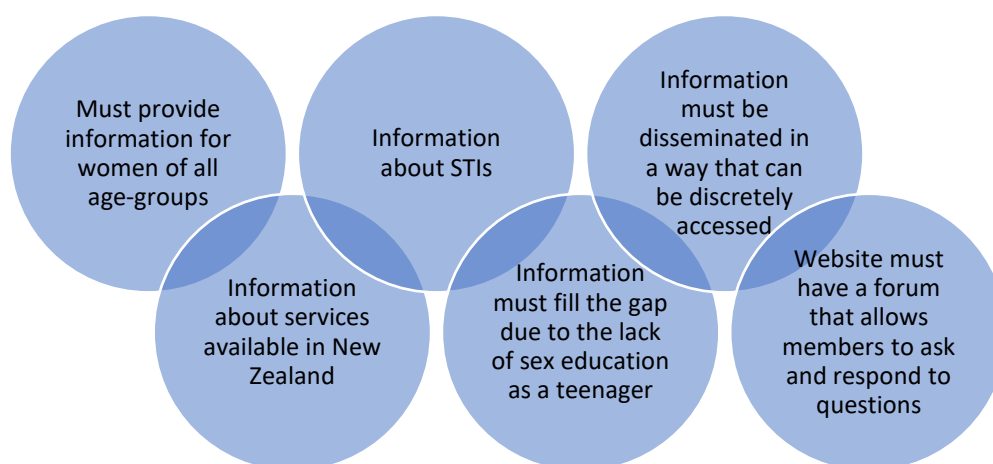 Must provide
information for
women of all
age-groups
Information
about services
available in New
Zealand
Information
about STIs
Information
must fill the gap
due to the lack
of sex education
as a teenager
Information
must be
disseminated in
a way that can
be discretely
accessed
Website must
have a forum
that allows
members to ask
and respond to
questions